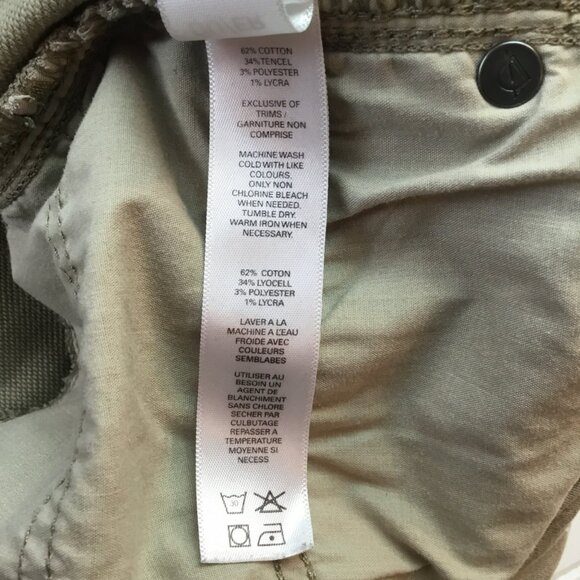 62% COTTON
34% TENCEL
3% POLYESTER
1% LYCRA
EXCLUSIVE OF
TRIMS /
GARNITURE NON
COMPRISE
MACHINE WASH
COLD WITH LIKE
COLOURS.
ONLY NON
CHLORINE BLEACH
WHEN NEEDED.
TUMBLE DRY.
WARM IRON WHEN
NECESSARY.
62% COTON
34% LYOCELL
3% POLYESTER
1% LYCRA
LAVER A LA
MACHINE A L'EAU
FROIDE AVEC
COULEURS
SEMBLABES
UTILISER AU
BESOIN UN
AGENT DE
BLANCHIMENT
SANS CHLORE
SECHER PAR
CULBUTAGE
REPASSER A
TEMPERATURE
MOYENNE SI
NECESS
30